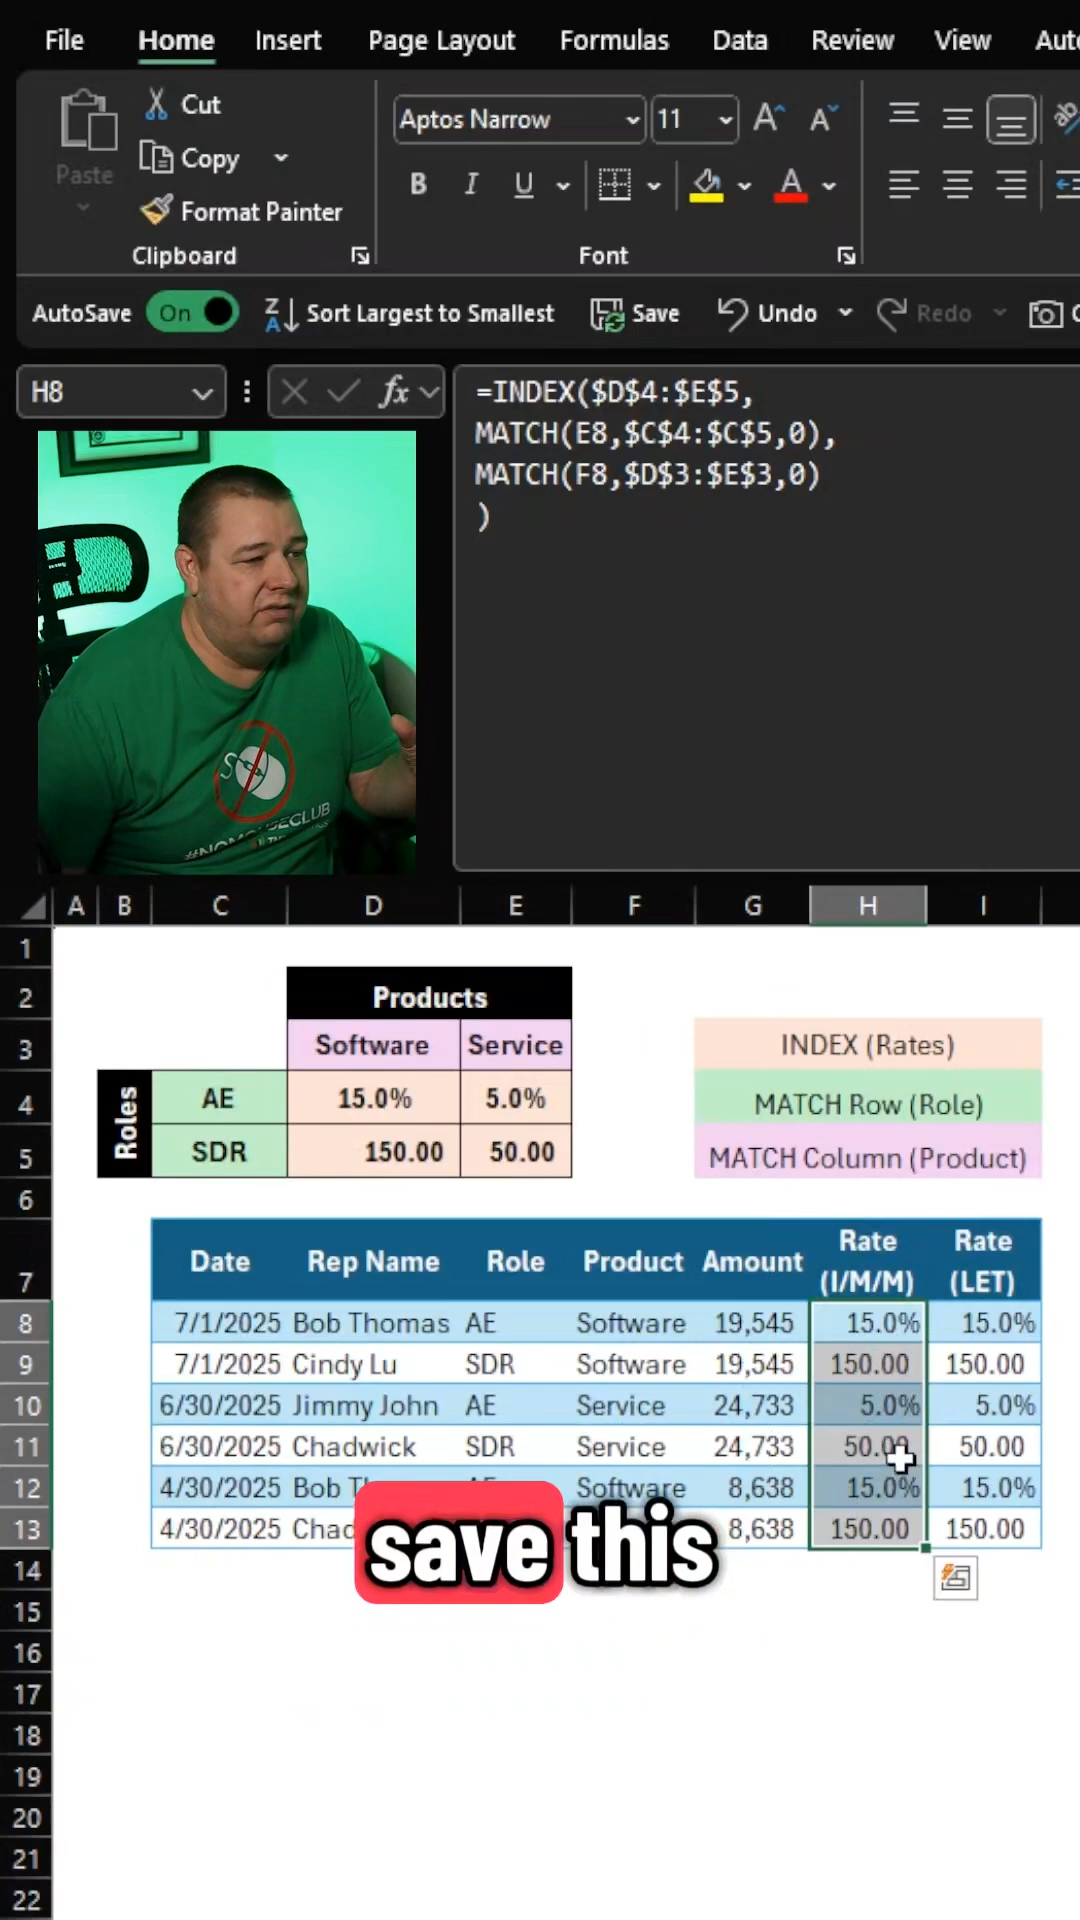 File Home Insert Page Layout Formulas Data Review View
Paste
Cut
Copy
Format Painter
Clipboard
Aptos Narrow 11
B I U
Font
AutoSave On Sort Largest to Smallest Save Undo Redo
H8
fx
=INDEX($D$4:$E$5,
MATCH(E8,$C$4:$C$5,0),
MATCH(F8,$D$3:$E$3,0)
)
A B C D E F G H I
1
2 Products
3 Software Service INDEX (Rates)
Roles
4 AE 15.0% 5.0% MATCH Row (Role)
5 SDR 150.00 50.00 MATCH Column (Product)
6
7 Date Rep Name Role Product Amount Rate (I/M/M) Rate (LET)
8 7/1/2025 Bob Thomas AE Software 19,545 15.0% 15.0%
9 7/1/2025 Cindy Lu SDR Software 19,545 150.00 150.00
10 6/30/2025 Jimmy John AE Service 24,733 5.0% 5.0%
11 6/30/2025 Chadwick SDR Service 24,733 50.00 50.00
12 4/30/2025 Bob Software 8,638 15.0% 15.0%
13 4/30/2025 Chad 8,638 150.00 150.00
save this
14
15
16
17
18
19
20
21
22